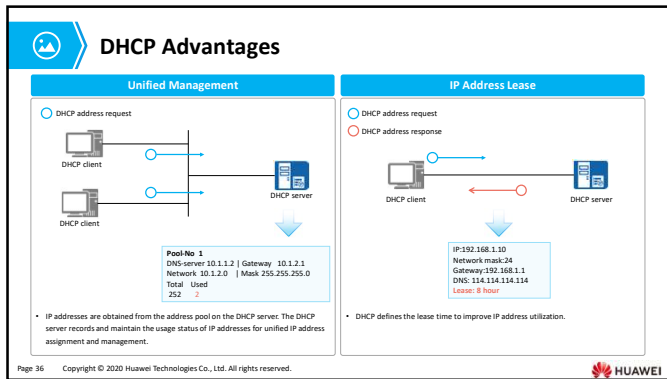 DHCP Advantages
Unified Management
DHCP address request
DHCP client
DHCP client
DHCP server
Pool-No 1
DNS-server 10.1.1.2 | Gateway 10.1.2.1
Network 10.1.2.0 | Mask 255.255.255.0
Total Used
252 2
• IP addresses are obtained from the address pool on the DHCP server. The DHCP
server records and maintain the usage status of IP addresses for unified IP address
assignment and management.
IP Address Lease
DHCP address request
DHCP address response
DHCP client
DHCP server
IP:192.168.1.10
Network mask:24
Gateway:192.168.1.1
DNS: 114.114.114.114
Lease: 8 hour
• DHCP defines the lease time to improve IP address utilization.
Page 36 Copyright © 2020 Huawei Technologies Co., Ltd. All rights reserved.
HUAWEI